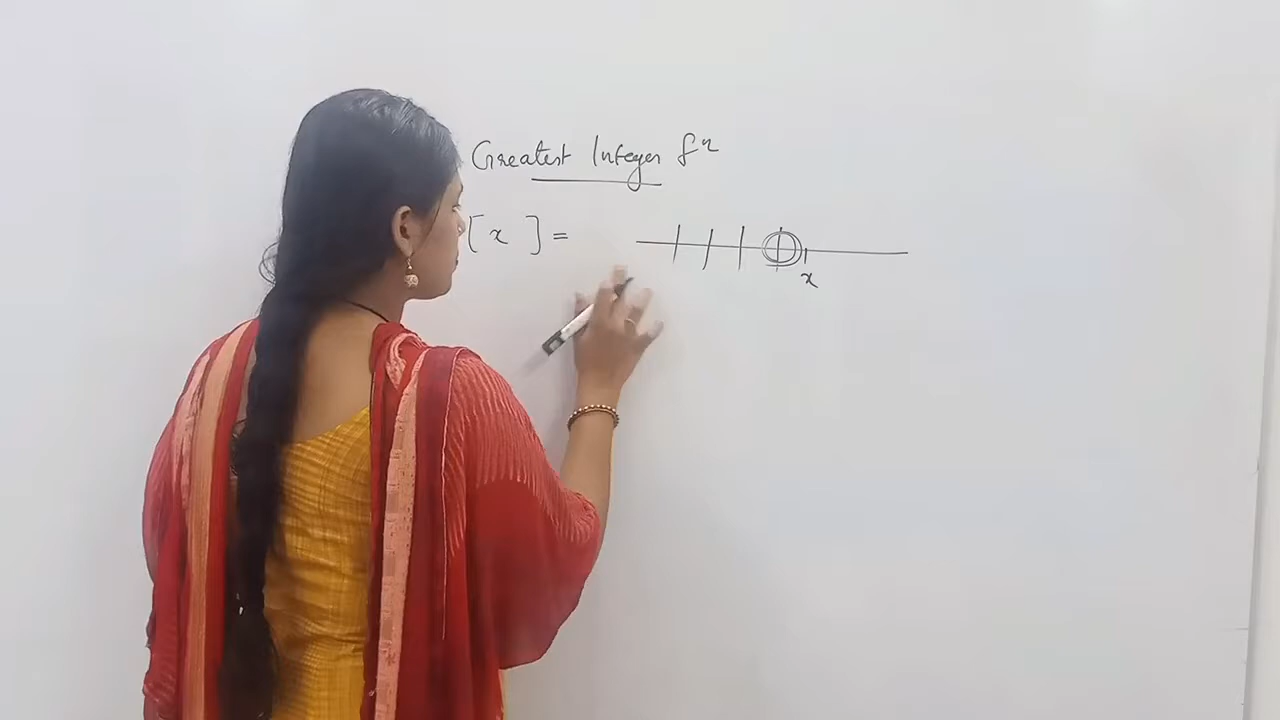 Greatest Integer fⁿ
[x] =
x